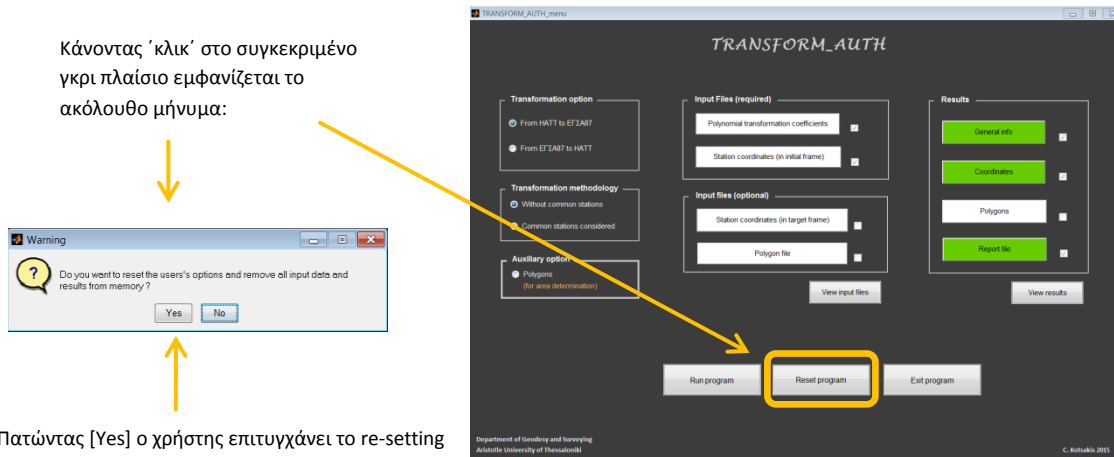 Κάνοντας ΄κλικ΄ στο συγκεκριμένο
γκρι πλαίσιο εμφανίζεται το
ακόλουθο μήνυμα:
Warning
?
Do you want to reset the users's options and remove all input data and
results from memory ?
Yes
No
Πατώντας [Yes] ο χρήστης επιτυγχάνει το re-setting
TRANSFORM_AUTH_menu
TRANSFORM_AUTH
Transformation option
From HATT to ΕΓΣΑ87
From ΕΓΣΑ87 to HATT
Transformation methodology
Without common stations
Common stations considered
Auxiliary option
Polygons
(for area determination)
Input Files (required)
Polynomial transformation coefficients
Station coordinates (in initial frame)
Input files (optional)
Station coordinates (in target frame)
Polygon file
View input files
Results
General info
Coordinates
Polygons
Report file
View results
Run program
Reset program
Exit program
Department of Geodesy and Surveying
Aristotle University of Thessaloniki
C. Kotsakis 2015